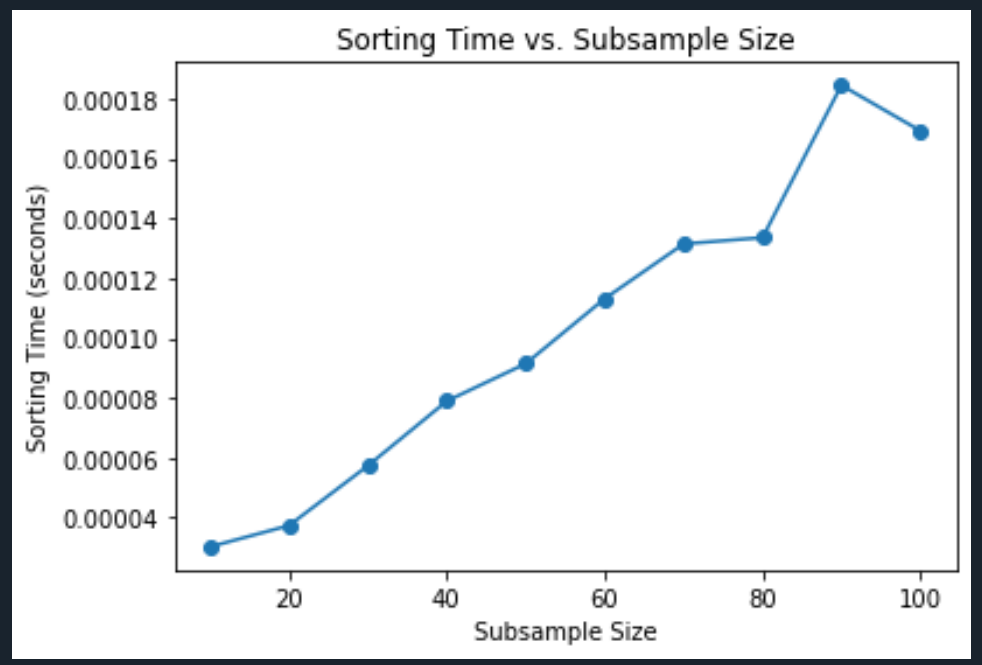 Sorting Time vs. Subsample Size
0.00018
0.00016
0.00014
0.00012
0.00010
0.00008
0.00006
0.00004
Sorting Time (seconds)
20 40 60 80 100
Subsample Size